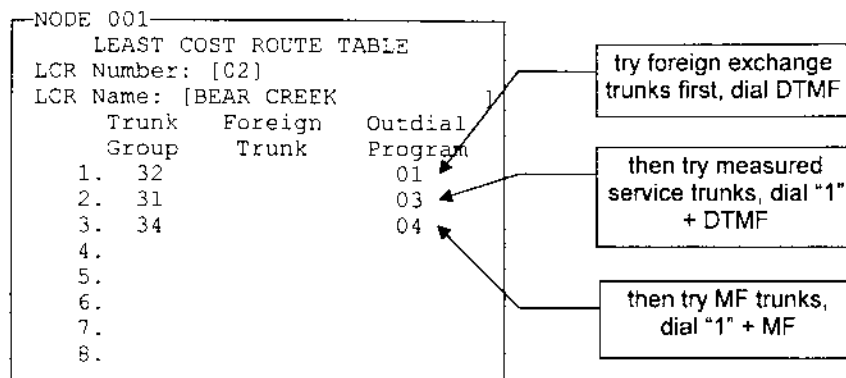 NODE 001
LEAST COST ROUTE TABLE
LCR Number: [02]
LCR Name: [BEAR CREEK ]
Trunk Foreign Outdial
Group Trunk Program
1. 32 01
2. 31 03
3. 34 04
4.
5.
6.
7.
8.
try foreign exchange
trunks first, dial DTMF
then try measured
service trunks, dial "1"
+ DTMF
then try MF trunks,
dial "1" + MF